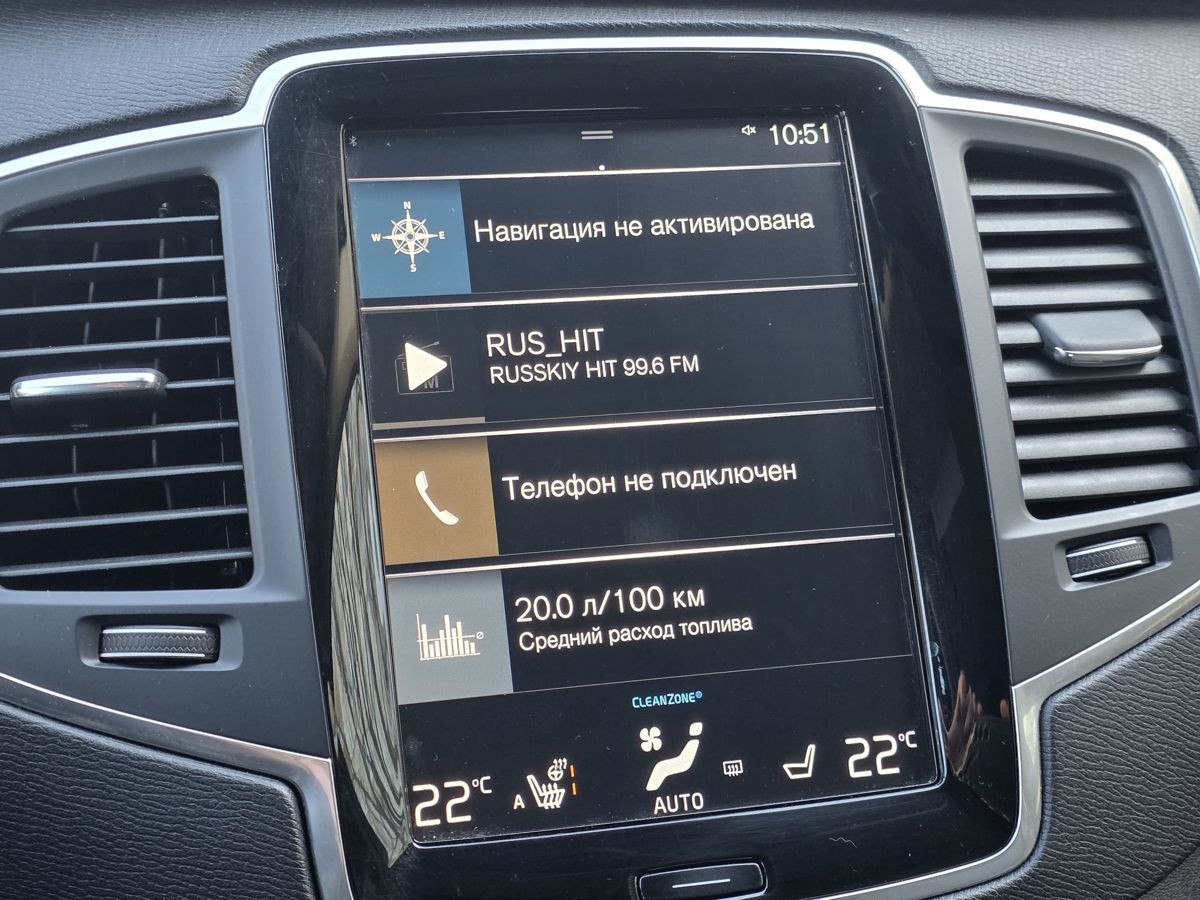 10:51
N
W E
S
Навигация не активирована
RUS_HIT
RUSSKIY HIT 99.6 FM
Телефон не подключен
20.0 л/100 км
Средний расход топлива
CLEANZONE®
22°C
A
AUTO
22°C